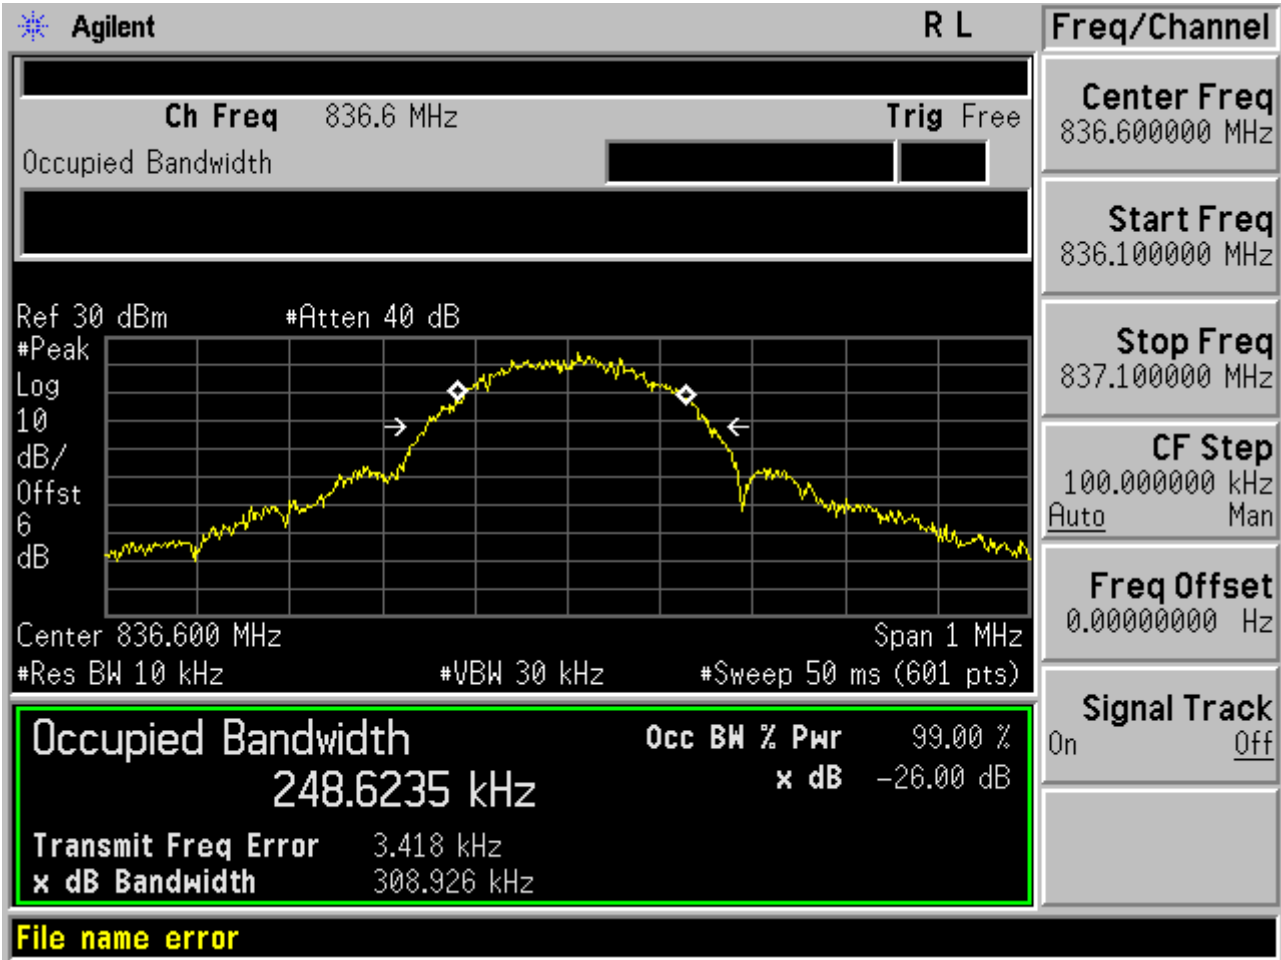 Agilent
R L
Ch Freq 836.6 MHz
Trig Free
Occupied Bandwidth
Ref 30 dBm
#Atten 40 dB
#Peak
Log
10
dB/
Offst
6
dB
Center 836.600 MHz
Span 1 MHz
#Res BW 10 kHz
#VBW 30 kHz
#Sweep 50 ms (601 pts)
Occupied Bandwidth
248.6235 kHz
Occ BW % Pwr 99.00 %
x dB -26.00 dB
Transmit Freq Error 3.418 kHz
x dB Bandwidth 308.926 kHz
File name error
Freq/Channel
Center Freq
836.600000 MHz
Start Freq
836.100000 MHz
Stop Freq
837.100000 MHz
CF Step
100.000000 kHz
Auto Man
Freq Offset
0.00000000 Hz
Signal Track
On Off